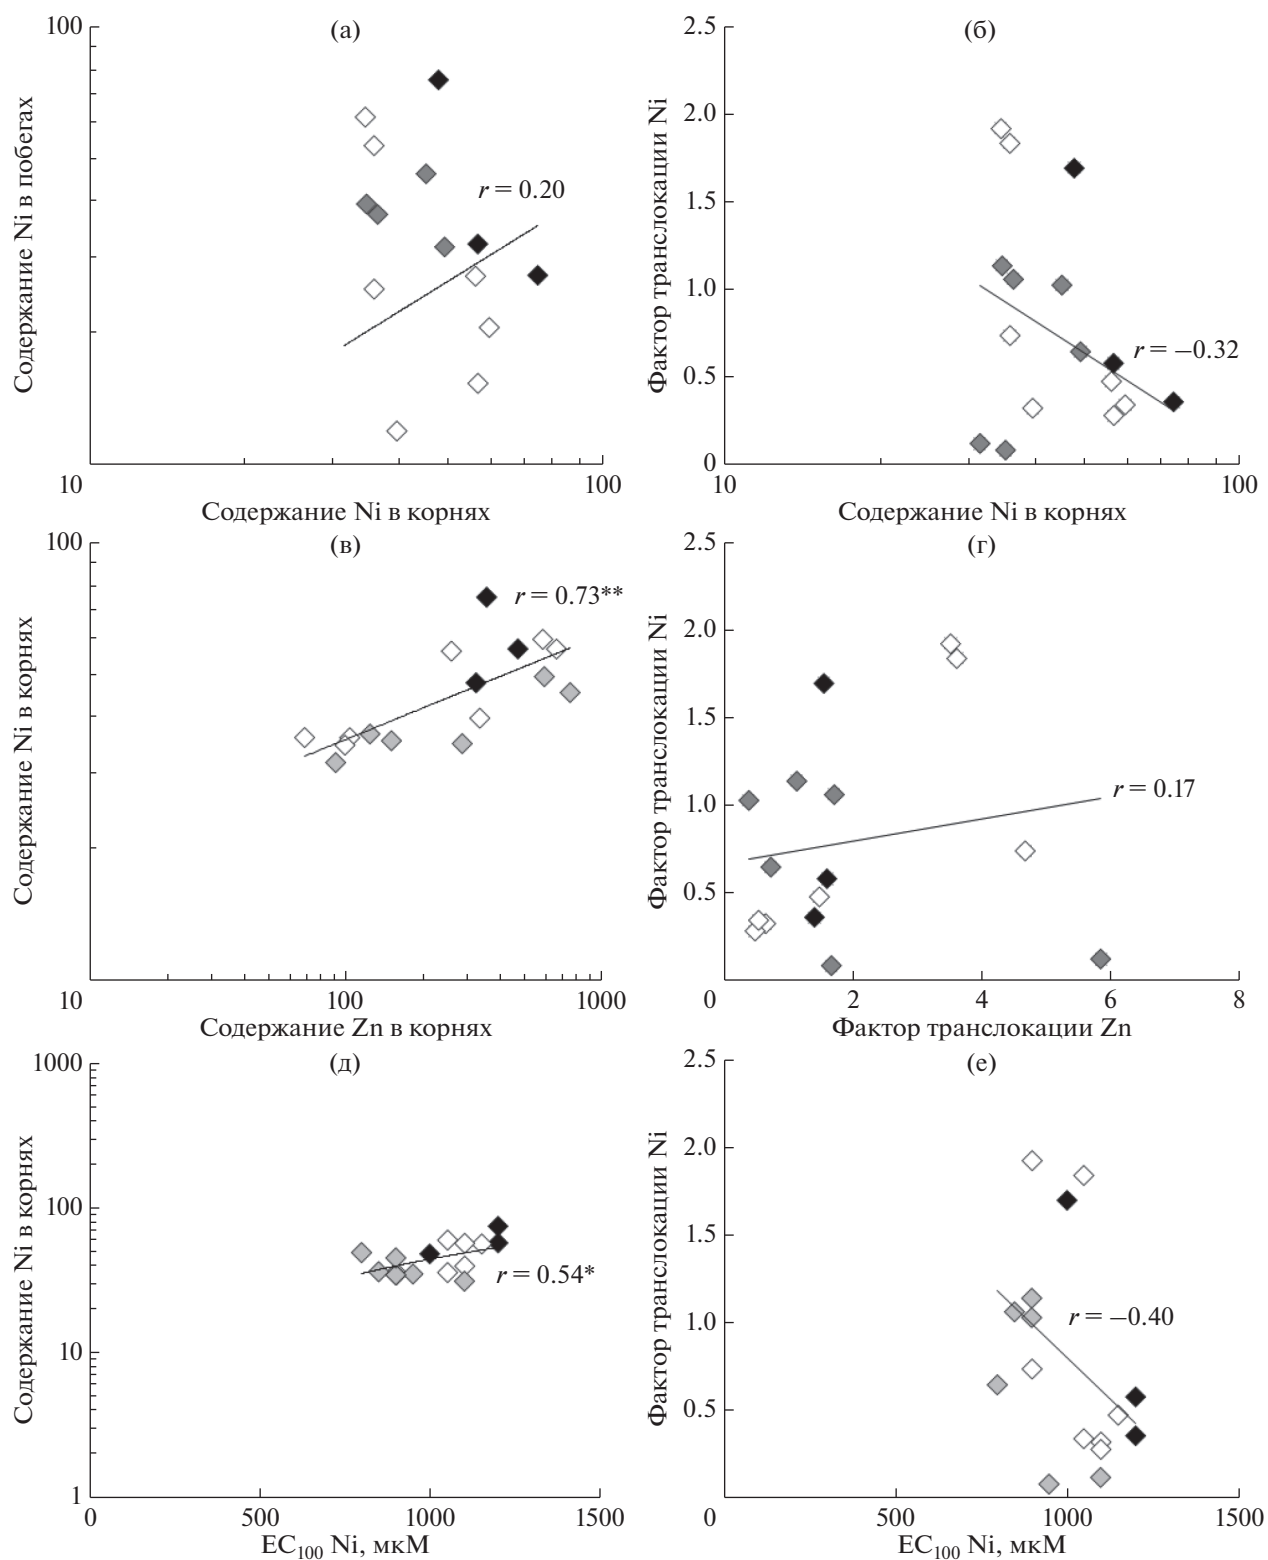 (а)
100
Содержание Ni в побегах
r = 0.20
10
100
Содержание Ni в корнях
(б)
2.5
2.0
1.5
1.0
0.5
0
Фактор транслокации Ni
r = −0.32
10
100
Содержание Ni в корнях
(в)
100
Содержание Ni в корнях
r = 0.73**
10
100
1000
Содержание Zn в корнях
(г)
2.5
2.0
1.5
1.0
0.5
Фактор транслокации Ni
r = 0.17
0
2
4
6
8
Фактор транслокации Zn
(д)
1000
100
10
1
Содержание Ni в корнях
r = 0.54*
0
500
1000
1500
EC₁₀₀ Ni, мкМ
(е)
2.5
2.0
1.5
1.0
0.5
Фактор транслокации Ni
r = −0.40
0
500
1000
1500
EC₁₀₀ Ni, мкМ